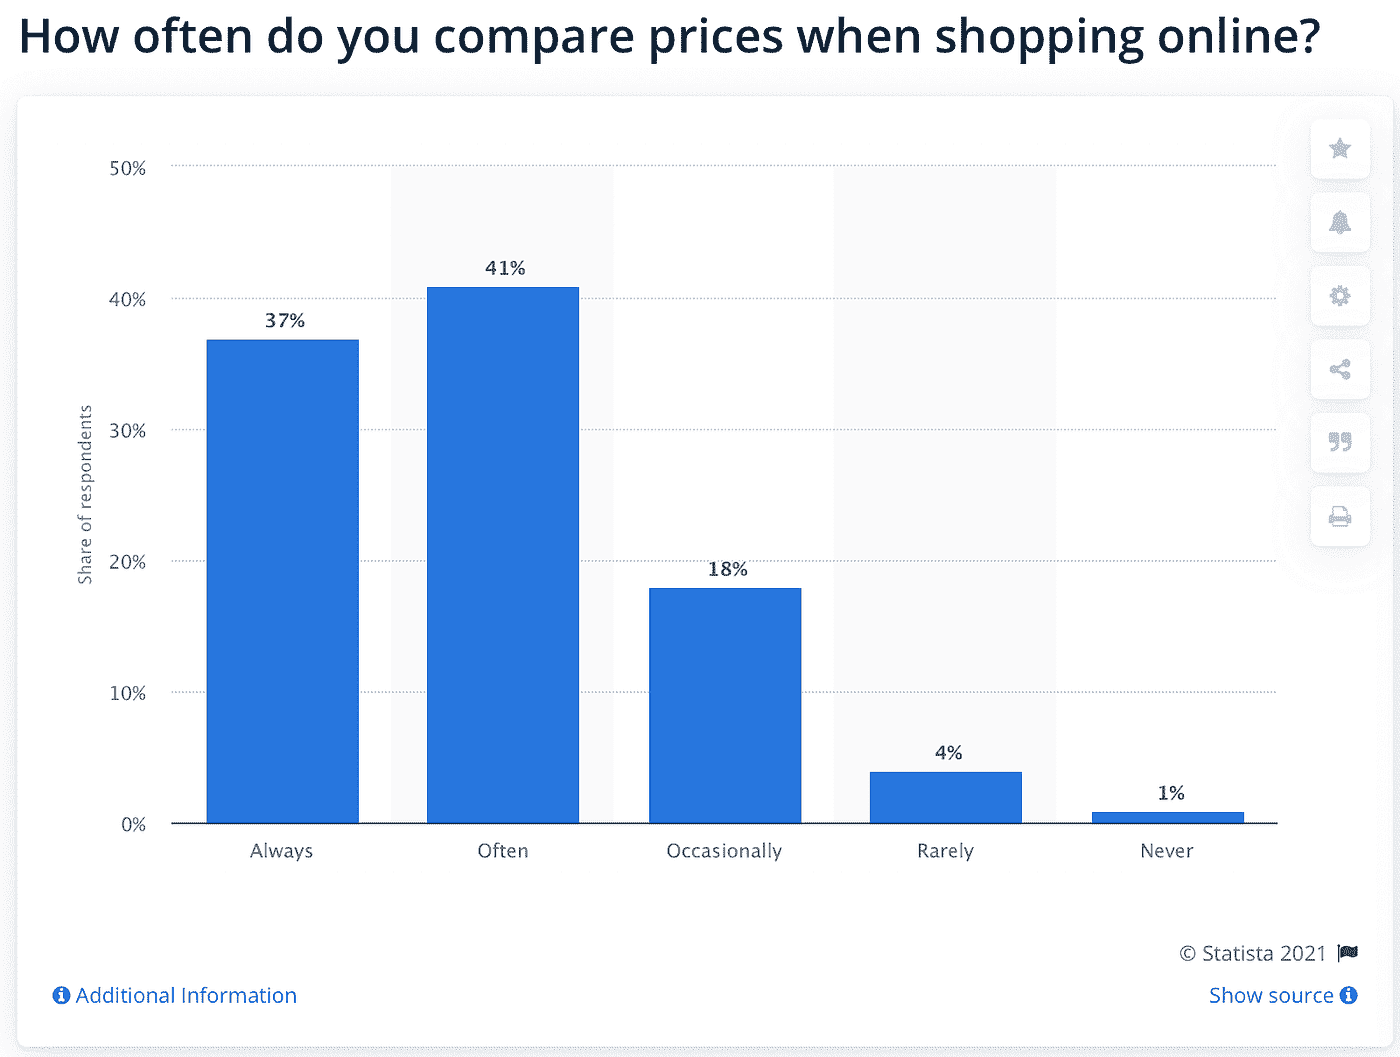 How often do you compare prices when shopping online?
50%
40%
30%
20%
10%
0%
Share of respondents
37%
41%
18%
4%
1%
Always
Often
Occasionally
Rarely
Never
© Statista 2021
Additional Information
Show source